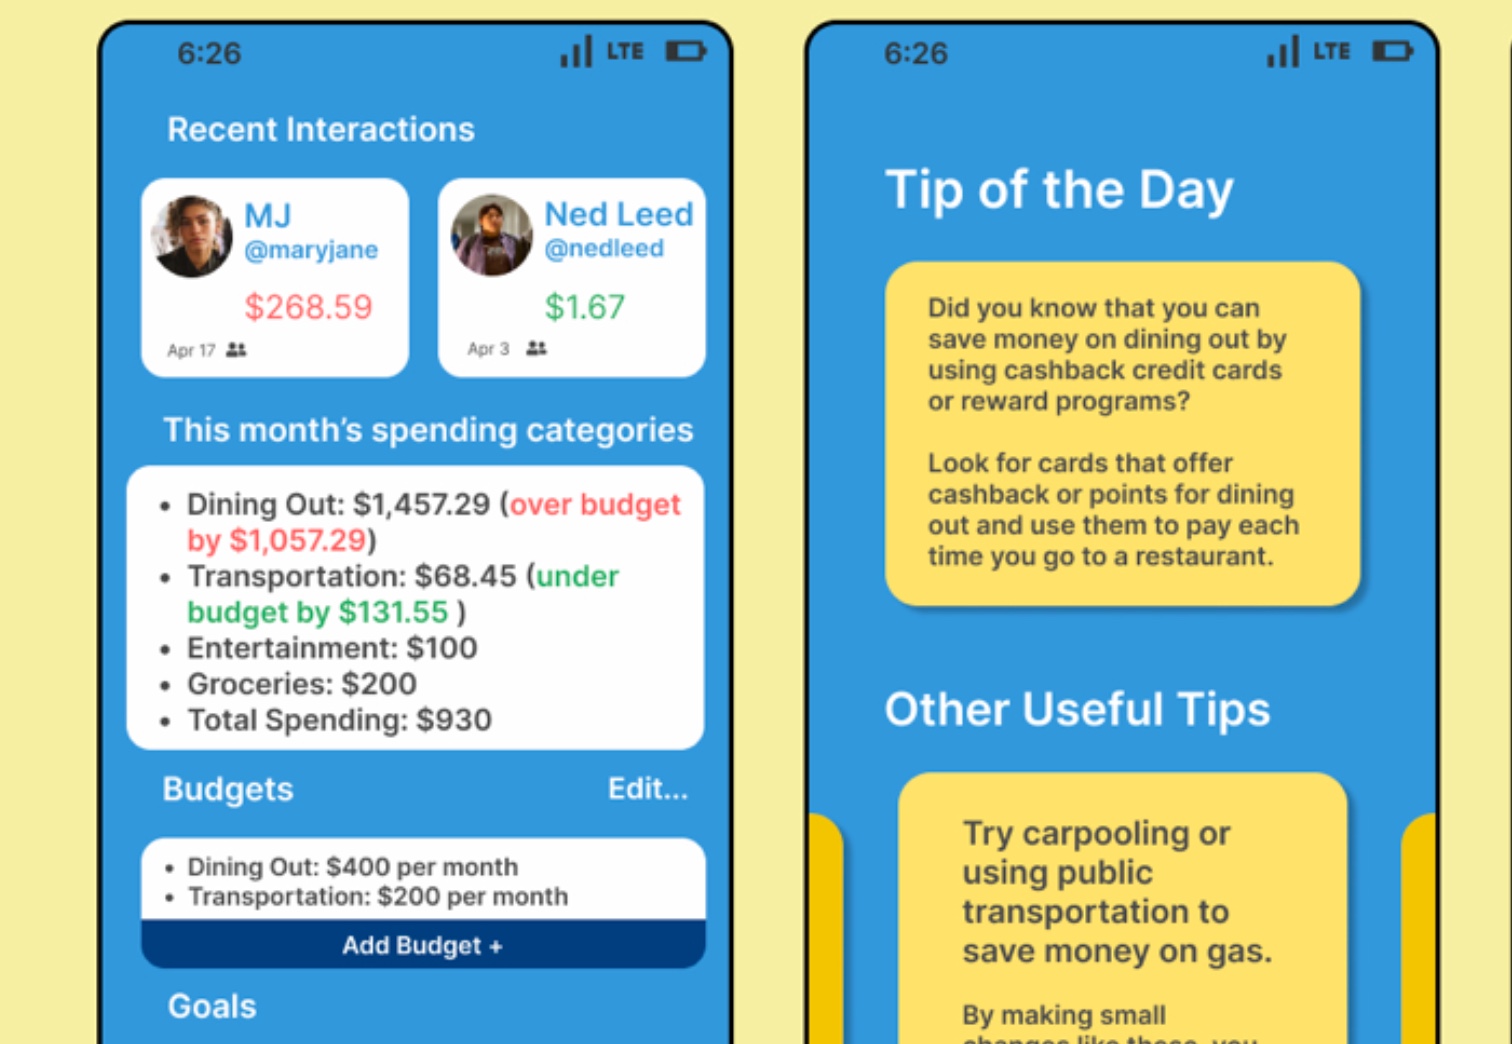 6:26
LTE
Recent Interactions
MJ
@maryjane
$268.59
Apr 17
Ned Leed
@nedleed
$1.67
Apr 3
This month’s spending categories
• Dining Out: $1,457.29 (over budget
by $1,057.29)
• Transportation: $68.45 (under
budget by $131.55 )
• Entertainment: $100
• Groceries: $200
• Total Spending: $930
Budgets
Edit...
• Dining Out: $400 per month
• Transportation: $200 per month
Add Budget +
Goals
6:26
LTE
Tip of the Day
Did you know that you can
save money on dining out by
using cashback credit cards
or reward programs?
Look for cards that offer
cashback or points for dining
out and use them to pay each
time you go to a restaurant.
Other Useful Tips
Try carpooling or
using public
transportation to
save money on gas.
By making small
changes like these, you